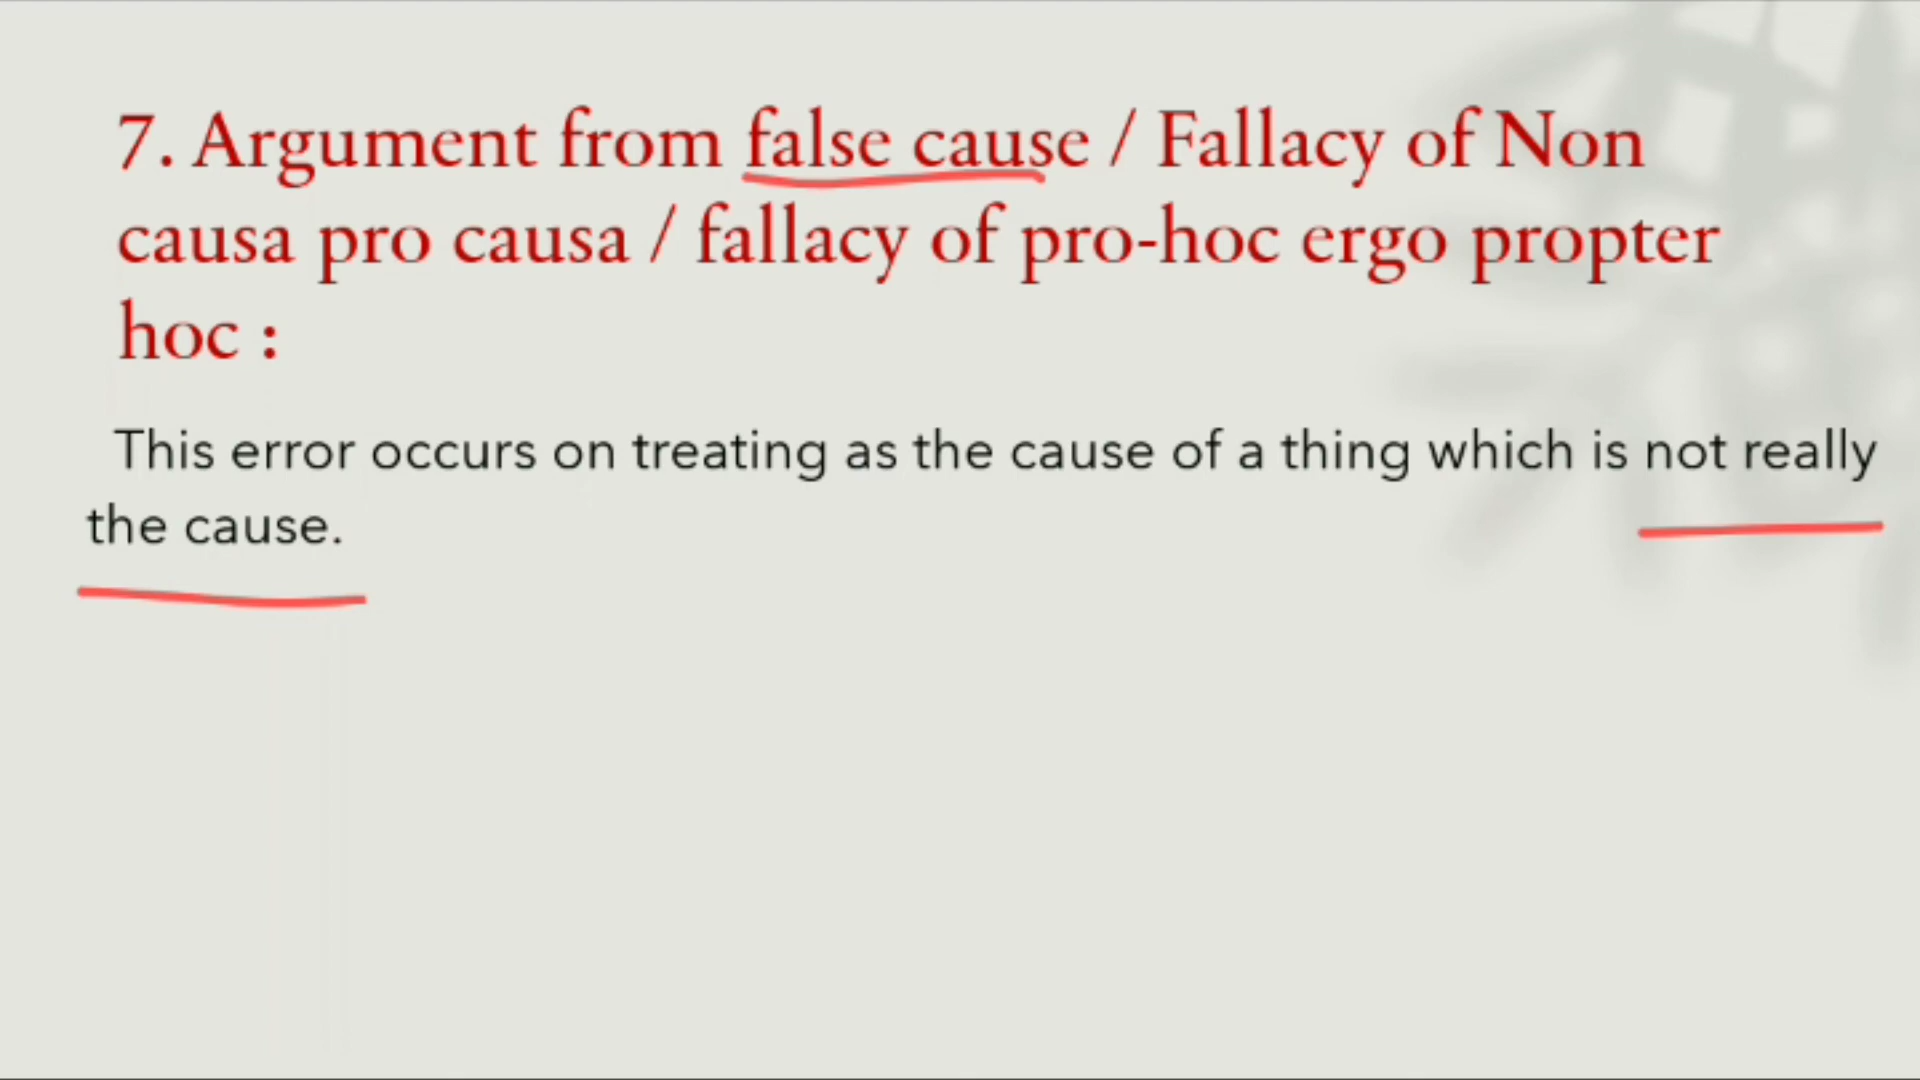 7. Argument from false cause / Fallacy of Non
causa pro causa / fallacy of pro-hoc ergo propter
hoc :
This error occurs on treating as the cause of a thing which is not really
the cause.